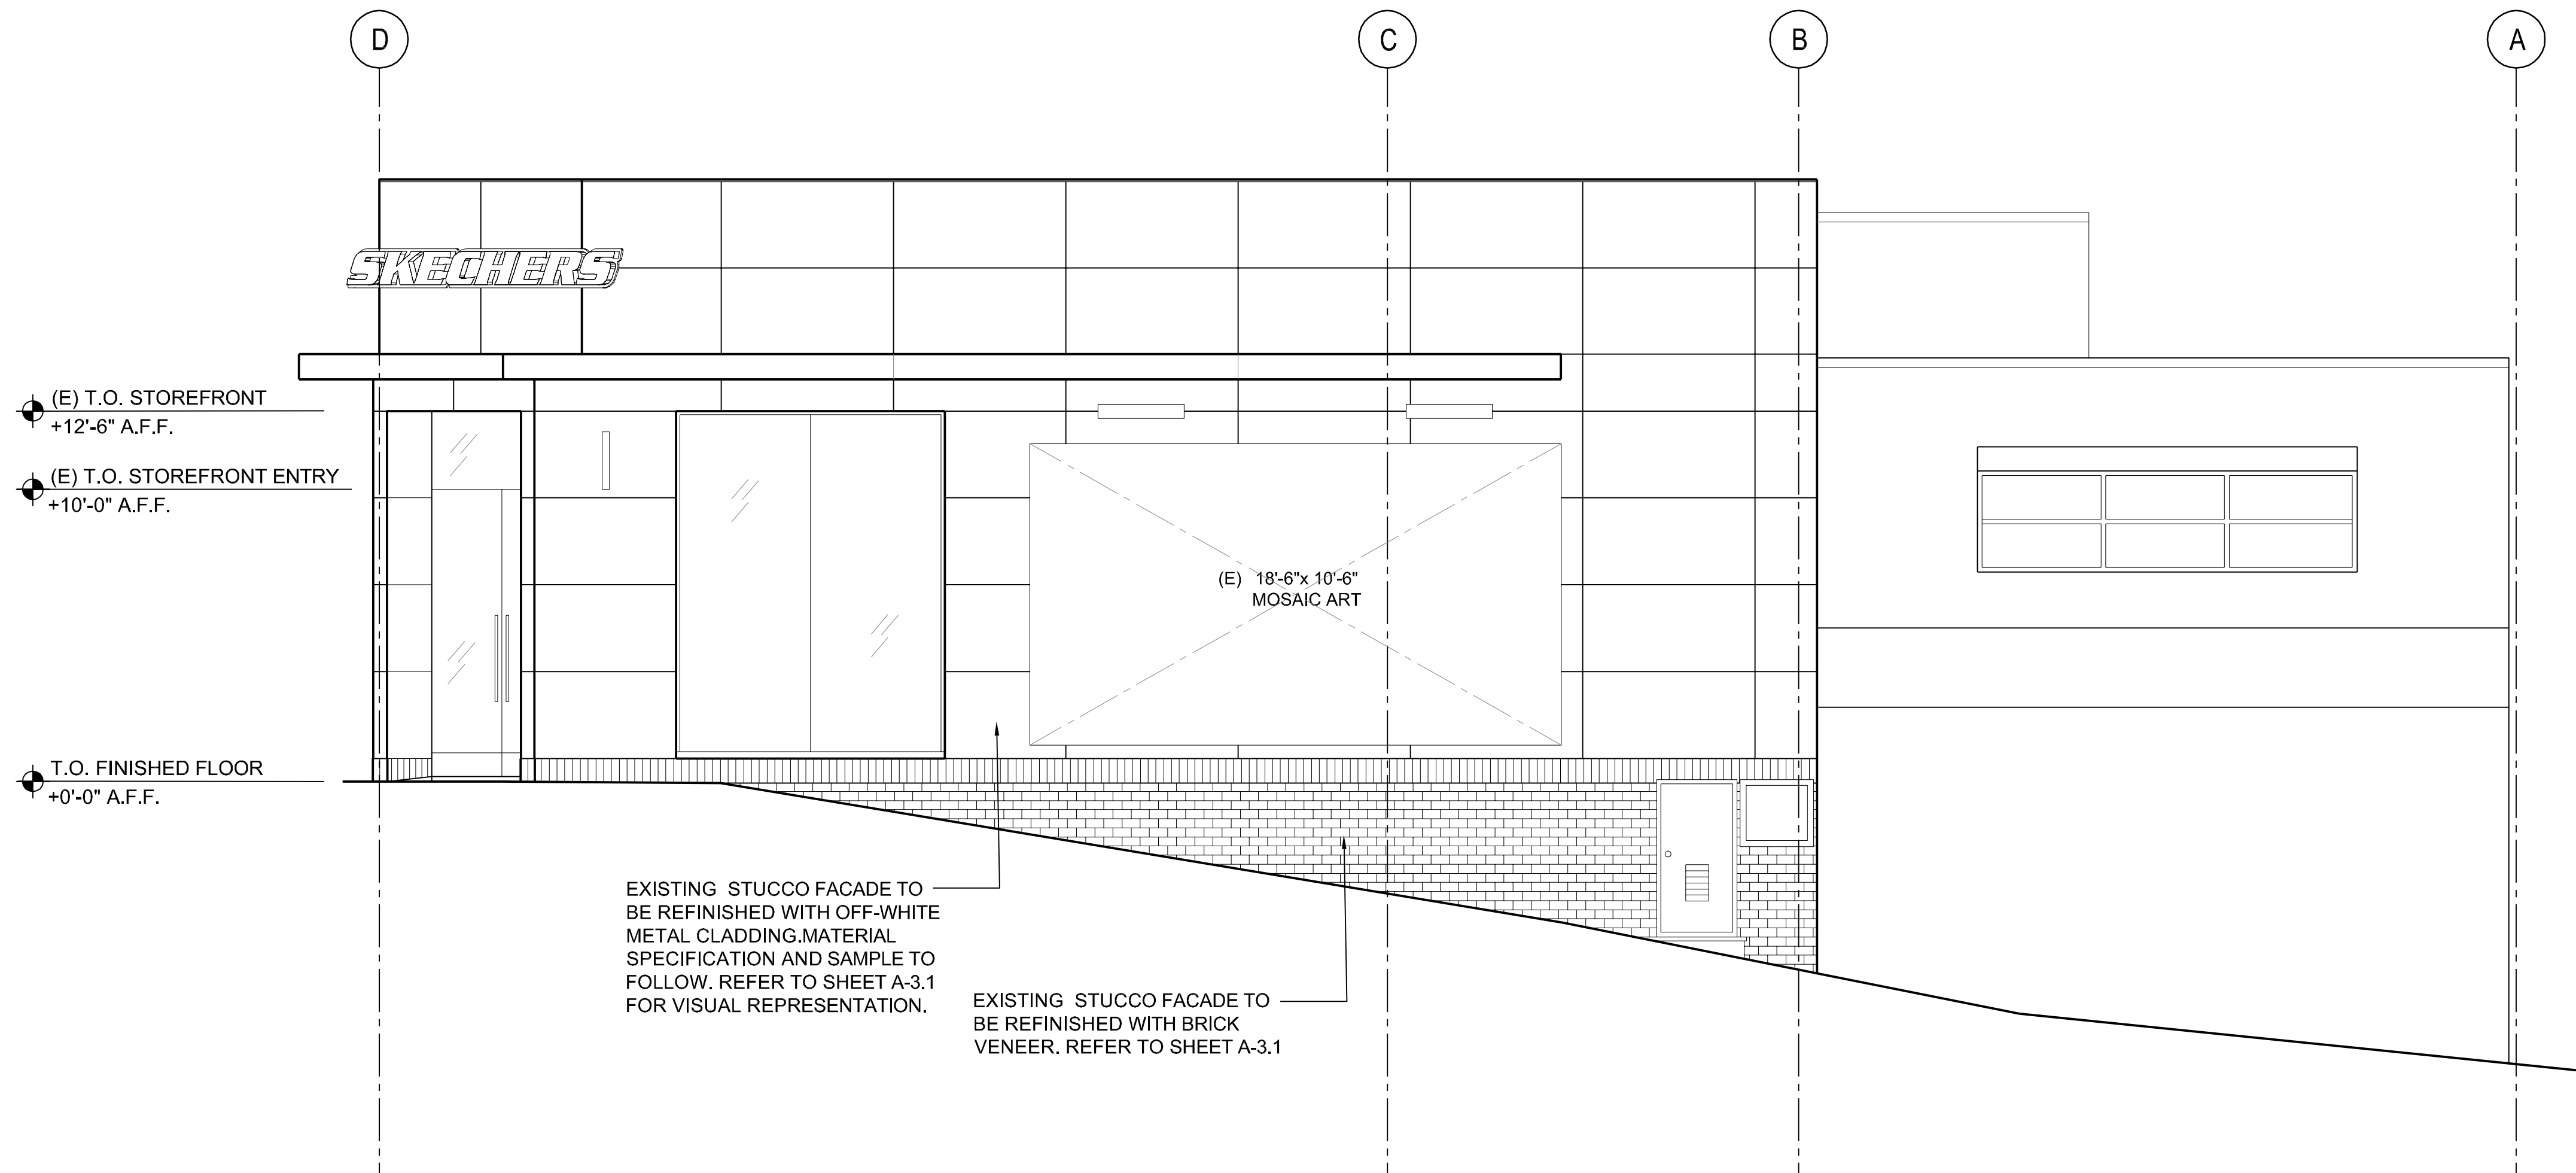 D
C
B
A
SKECHERS
(E) T.O. STOREFRONT
+12'-6" A.F.F.
(E) T.O. STOREFRONT ENTRY
+10'-0" A.F.F.
(E) 18'-6"x 10'-6"
MOSAIC ART
T.O. FINISHED FLOOR
+0'-0" A.F.F.
EXISTING STUCCO FACADE TO
BE REFINISHED WITH OFF-WHITE
METAL CLADDING.MATERIAL
SPECIFICATION AND SAMPLE TO
FOLLOW. REFER TO SHEET A-3.1
FOR VISUAL REPRESENTATION.
EXISTING STUCCO FACADE TO
BE REFINISHED WITH BRICK
VENEER. REFER TO SHEET A-3.1